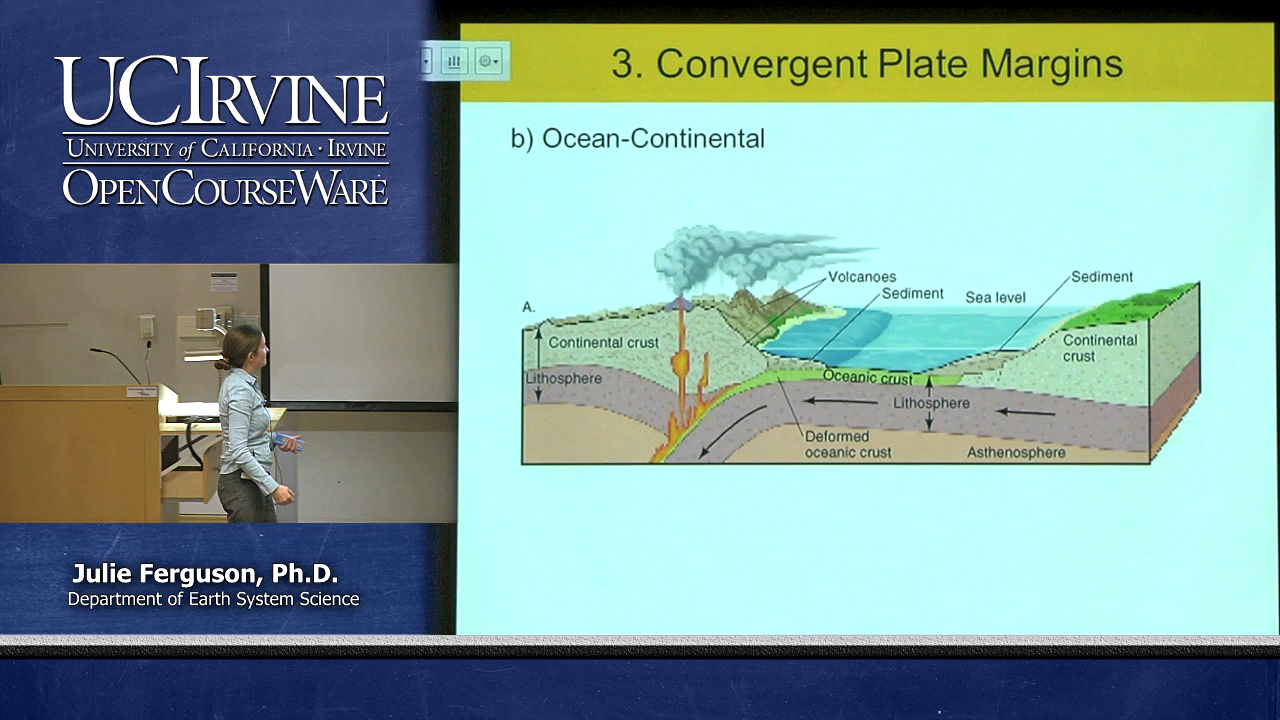 UCIRVINE
UNIVERSITY of CALIFORNIA · IRVINE
OPENCOURSEWARE
3. Convergent Plate Margins
b) Ocean-Continental
A.
Volcanoes
Sediment
Sea level
Sediment
Continental crust
Continental
crust
Lithosphere
Oceanic crust
Lithosphere
Deformed
oceanic crust
Asthenosphere
Julie Ferguson, Ph.D.
Department of Earth System Science